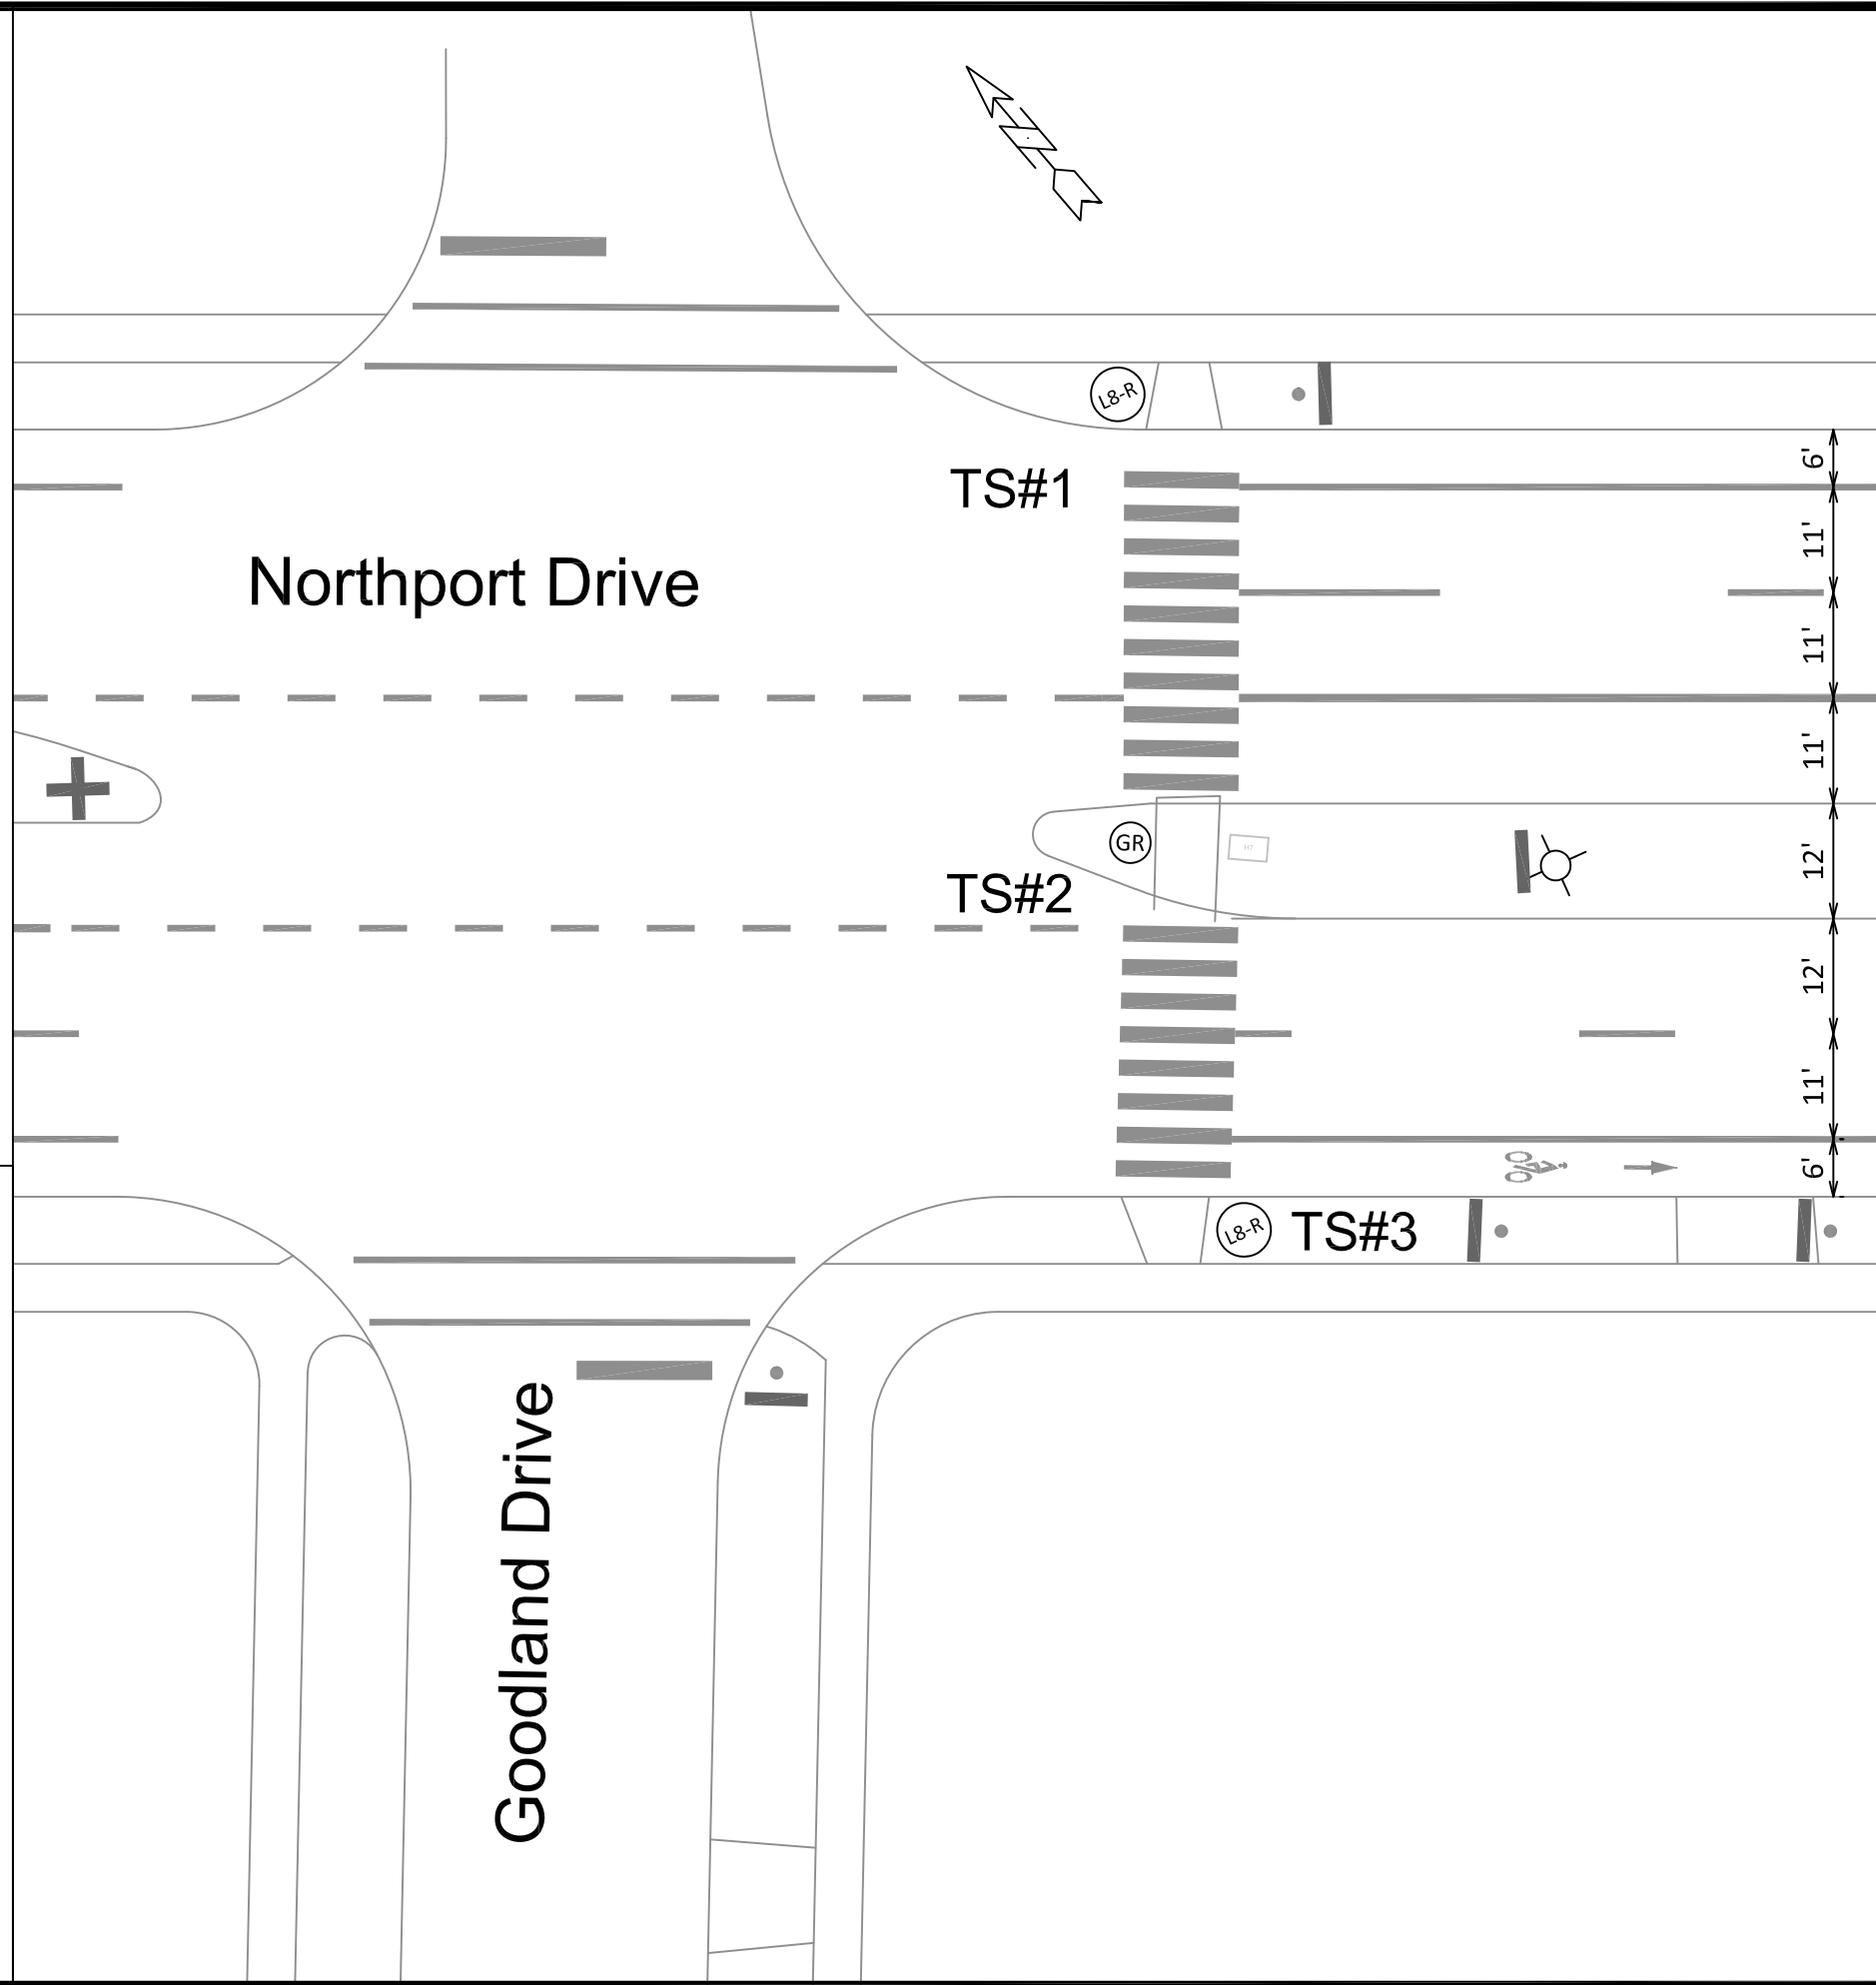 L8-R
6'
TS#1
11'
Northport Drive
11'
11'
GR
H7
12'
TS#2
12'
11'
6'
L8-R
TS#3
Goodland Drive